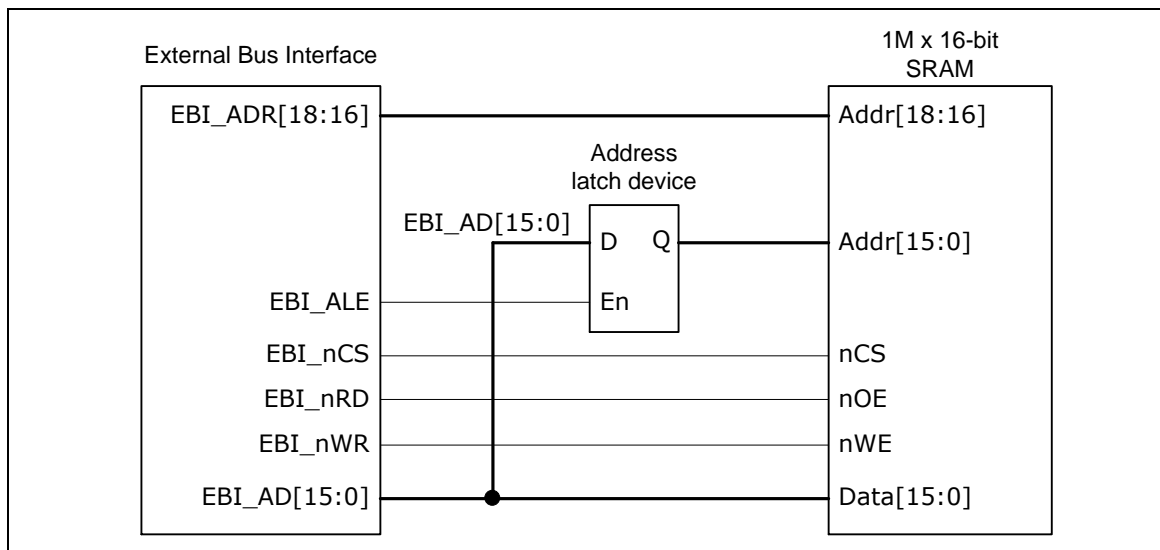 External Bus Interface
1M x 16-bit
SRAM
EBI_ADR[18:16]
Addr[18:16]
Address
latch device
EBI_AD[15:0]
D
Q
Addr[15:0]
EBI_ALE
En
EBI_nCS
nCS
EBI_nRD
nOE
EBI_nWR
nWE
EBI_AD[15:0]
Data[15:0]